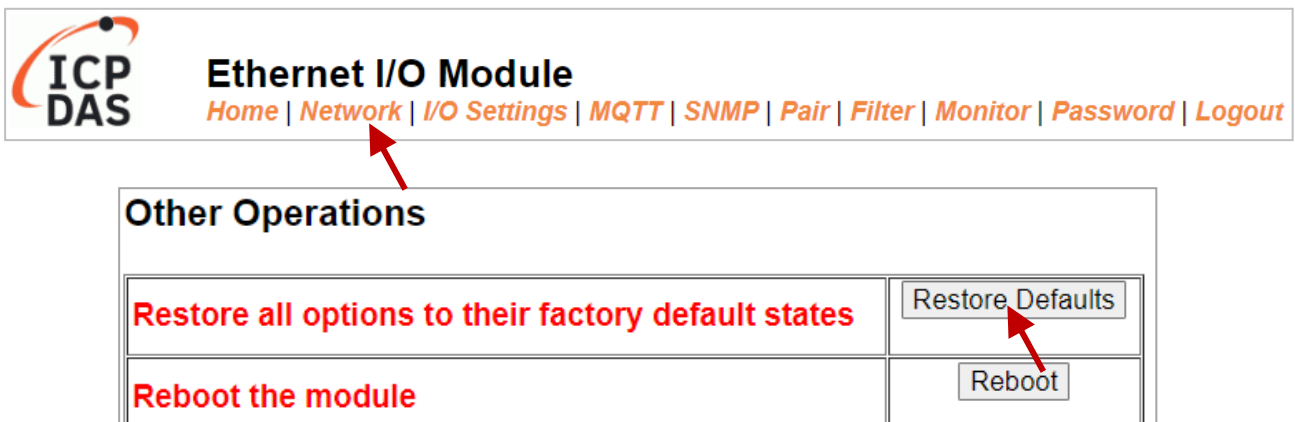 ICP
DAS
Ethernet I/O Module
Home | Network | I/O Settings | MQTT | SNMP | Pair | Filter | Monitor | Password | Logout
Other Operations
Restore all options to their factory default states
Restore Defaults
Reboot the module
Reboot